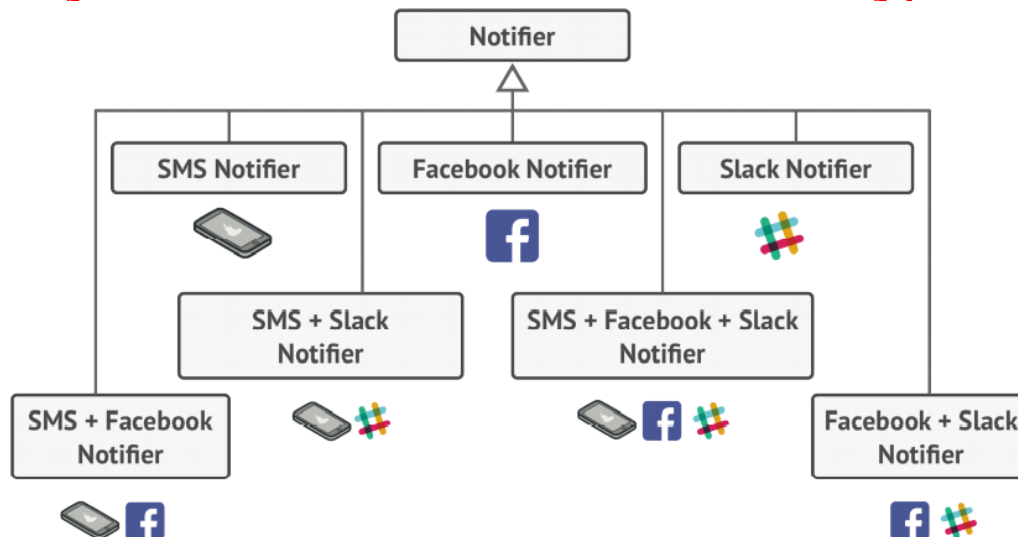 Notifier
SMS Notifier
Facebook Notifier
Slack Notifier
SMS + Slack
Notifier
SMS + Facebook + Slack
Notifier
SMS + Facebook
Notifier
Facebook + Slack
Notifier